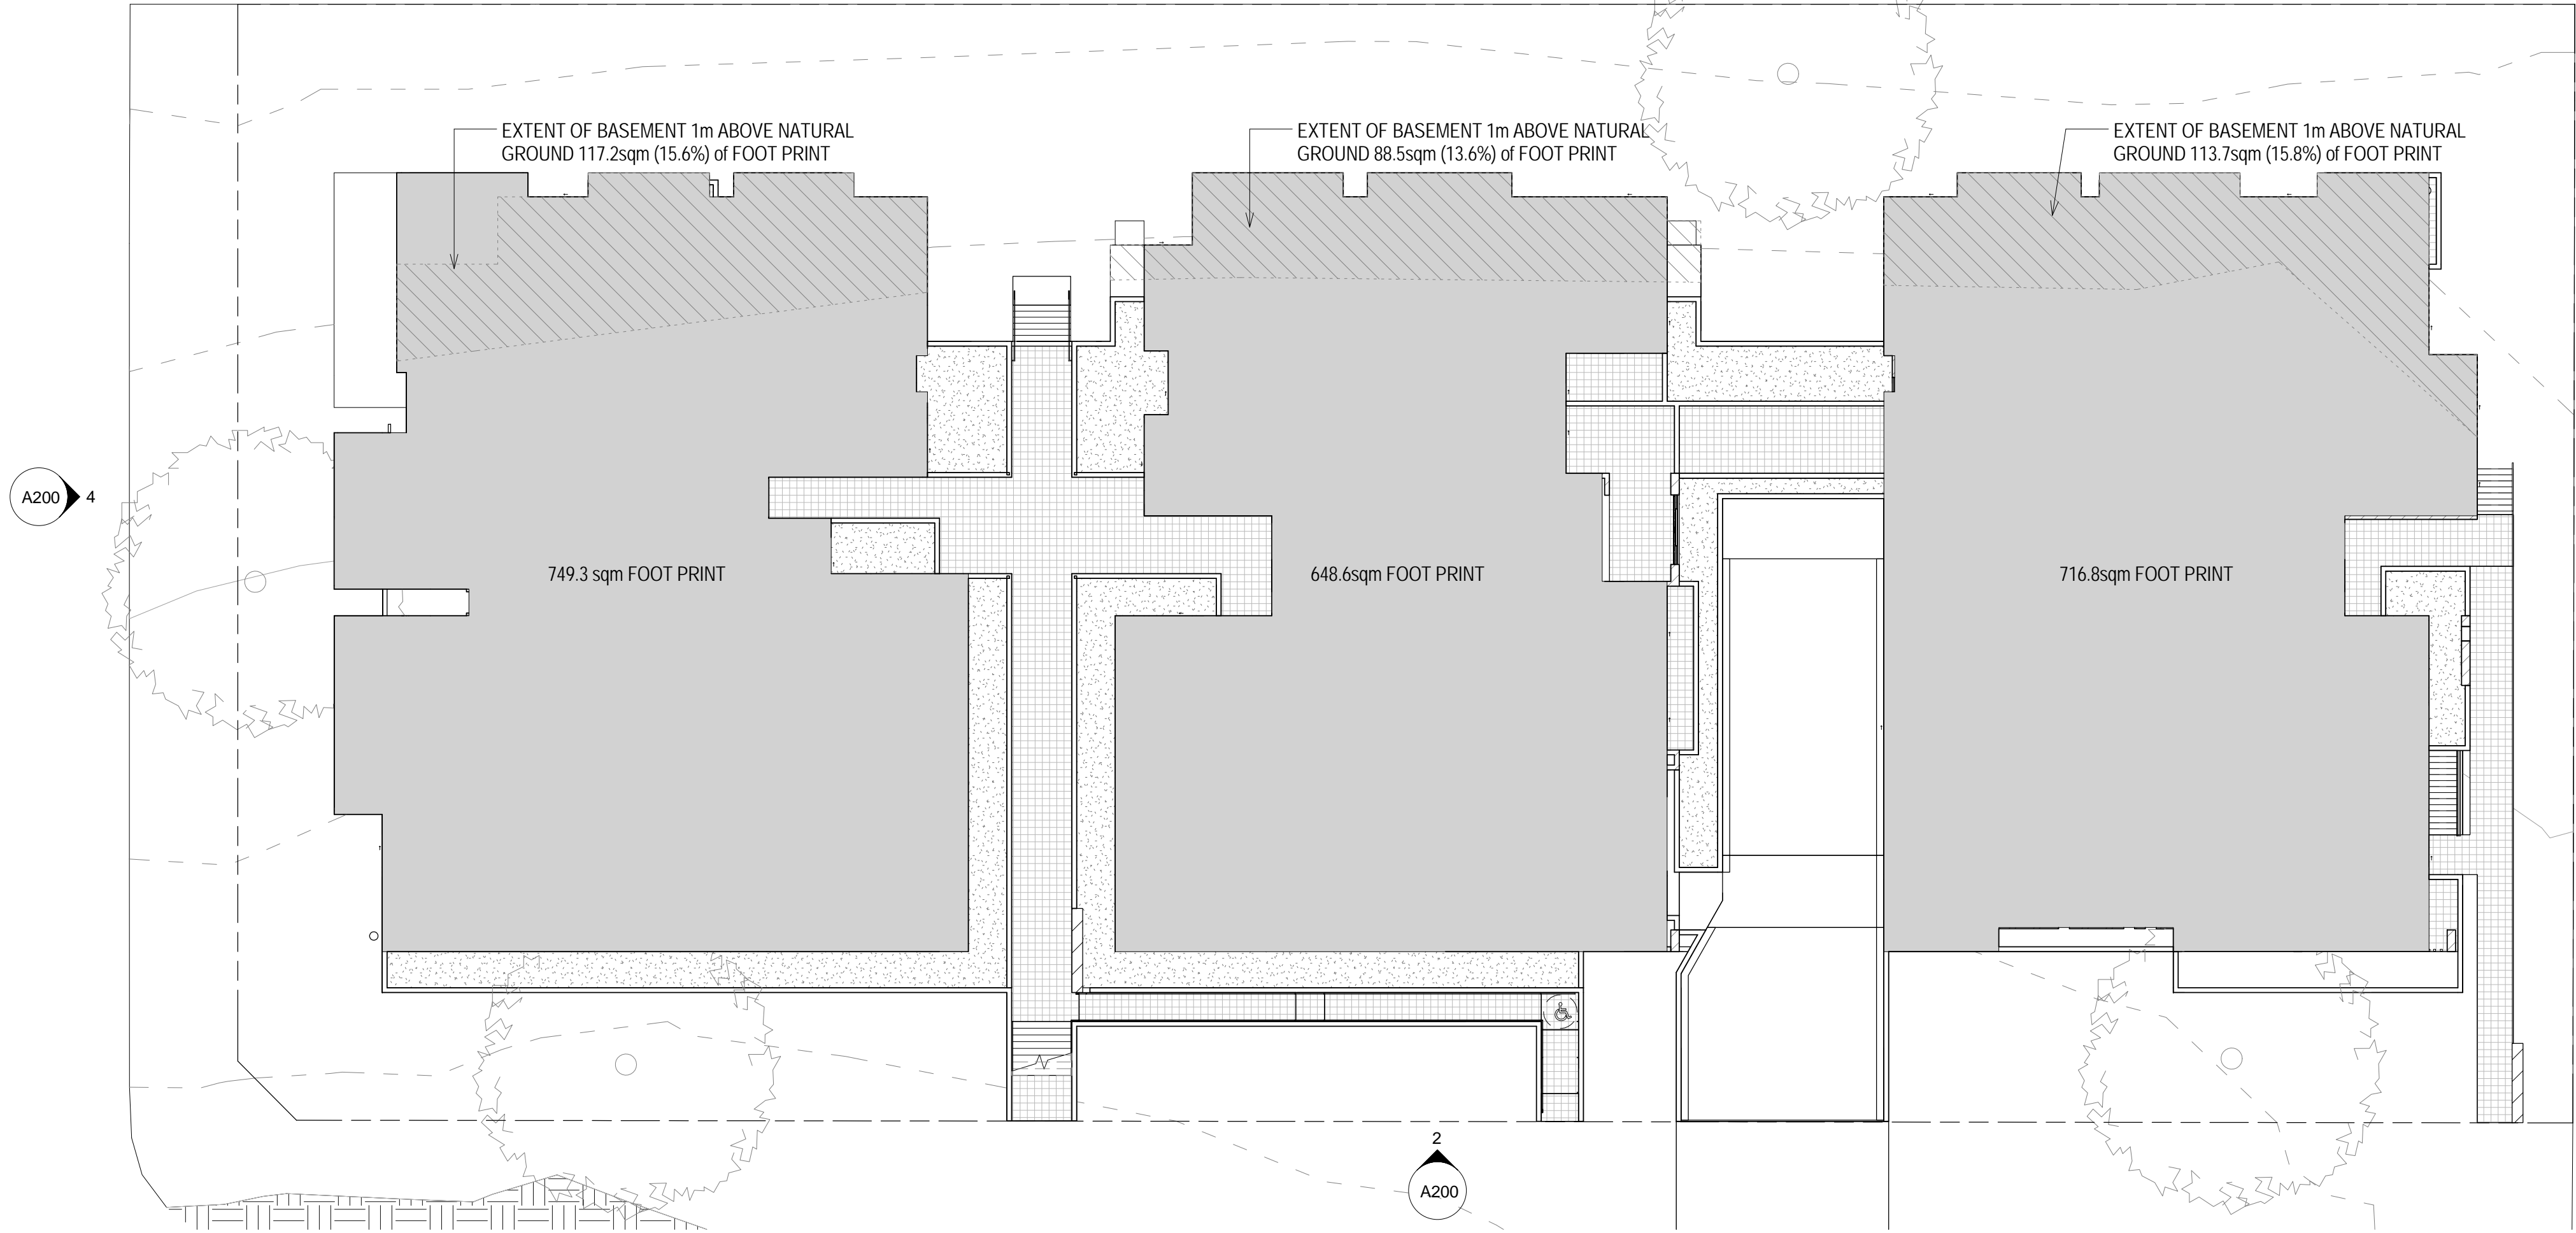 EXTENT OF BASEMENT 1m ABOVE NATURAL
GROUND 117.2sqm (15.6%) of FOOT PRINT
EXTENT OF BASEMENT 1m ABOVE NATURAL
GROUND 88.5sqm (13.6%) of FOOT PRINT
EXTENT OF BASEMENT 1m ABOVE NATURAL
GROUND 113.7sqm (15.8%) of FOOT PRINT
A200 4
749.3 sqm FOOT PRINT
648.6sqm FOOT PRINT
716.8sqm FOOT PRINT
2
A200